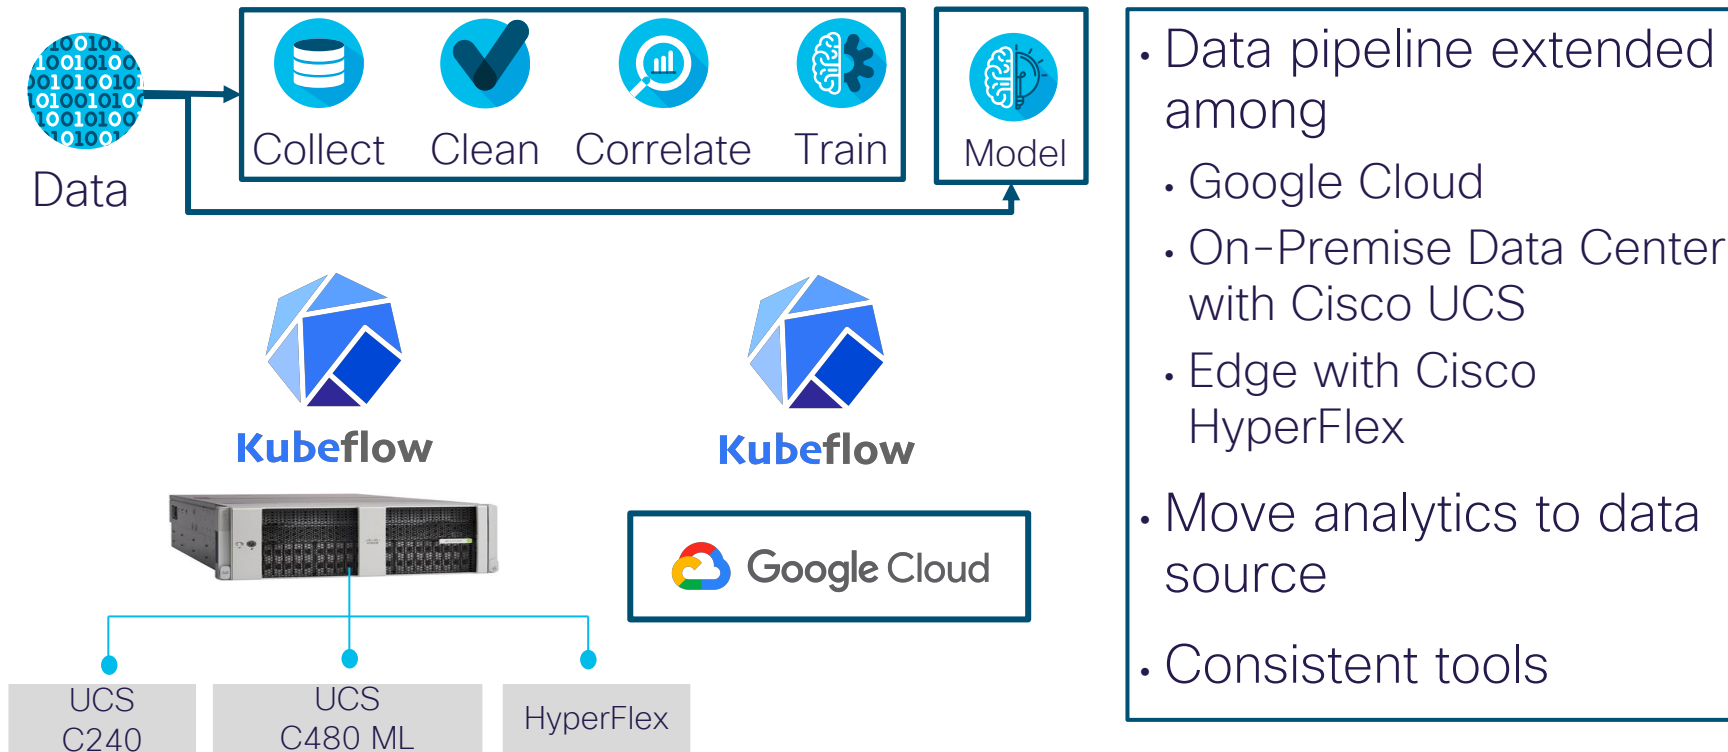 Collect Clean Correlate Train
Model
Data
Kubeflow
Kubeflow
Google Cloud
UCS
C240
UCS
C480 ML
HyperFlex
• Data pipeline extended
among
• Google Cloud
• On-Premise Data Center
with Cisco UCS
• Edge with Cisco
HyperFlex
• Move analytics to data
source
• Consistent tools